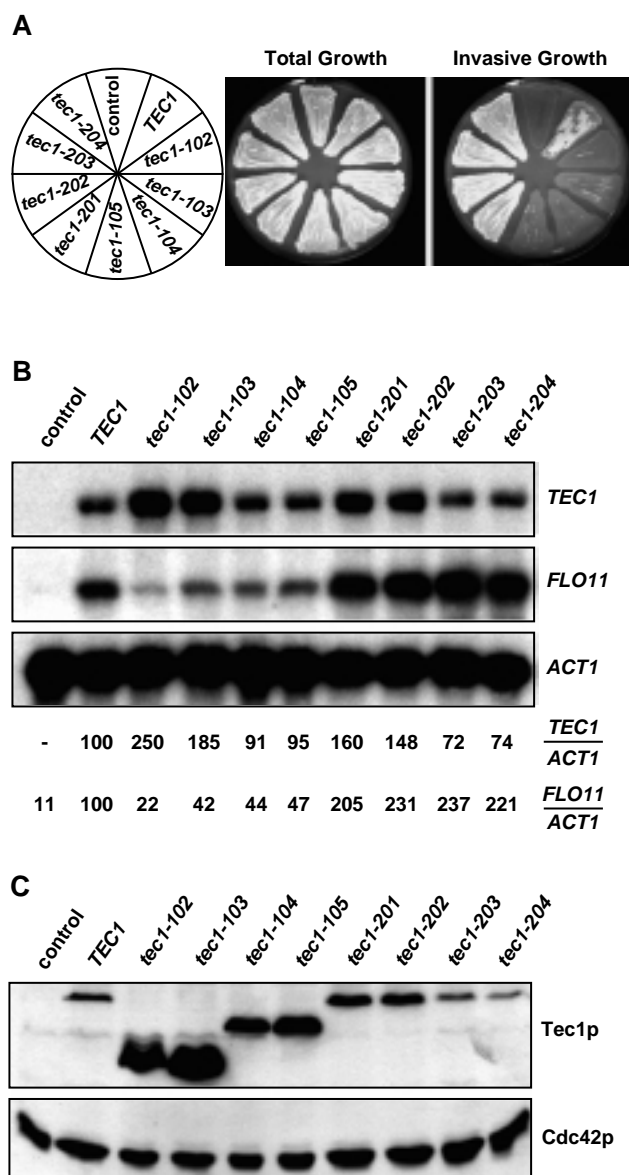 A
Total Growth
Invasive Growth
control
TEC1
tec1-102
tec1-103
tec1-104
tec1-105
tec1-201
tec1-202
tec1-203
tec1-204
B
control
TEC1
tec1-102
tec1-103
tec1-104
tec1-105
tec1-201
tec1-202
tec1-203
tec1-204
TEC1
FLO11
ACT1
- 100 250 185 91 95 160 148 72 74 TEC1
ACT1
11 100 22 42 44 47 205 231 237 221 FLO11
ACT1
C
control
TEC1
tec1-102
tec1-103
tec1-104
tec1-105
tec1-201
tec1-202
tec1-203
tec1-204
Tec1p
Cdc42p